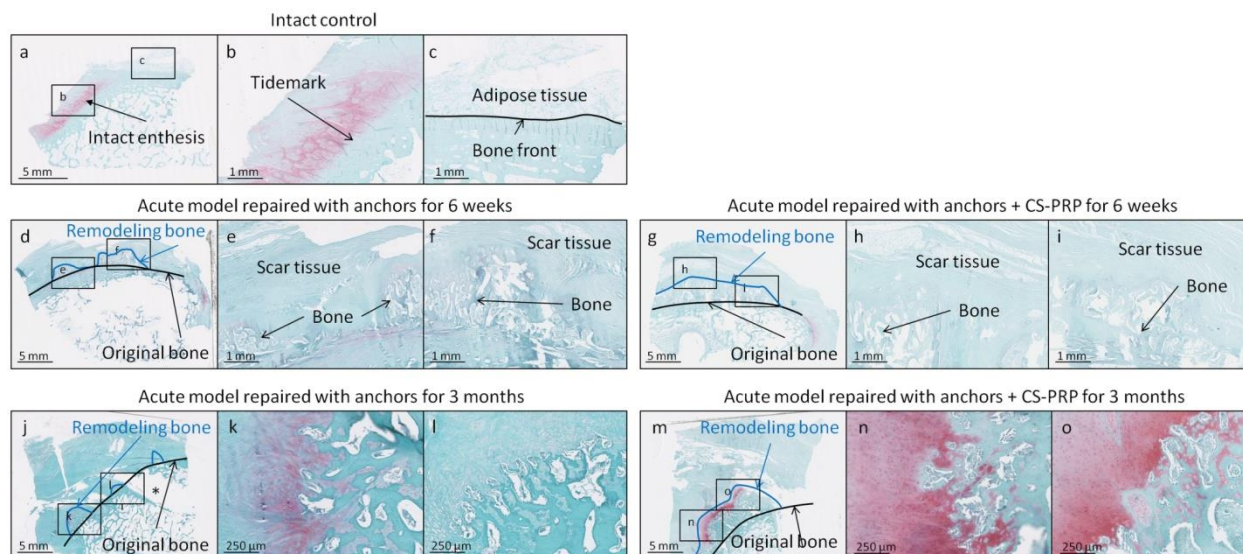 Intact control
a
c
b
Intact enthesis
5 mm
b
Tidemark
1 mm
c
Adipose tissue
Bone front
1 mm
Acute model repaired with anchors for 6 weeks
d
Remodeling bone
f
e
Original bone
5 mm
e
Scar tissue
Bone
1 mm
f
Scar tissue
Bone
1 mm
Acute model repaired with anchors + CS-PRP for 6 weeks
g
Remodeling bone
h
i
Original bone
5 mm
h
Scar tissue
Bone
1 mm
i
Scar tissue
Bone
1 mm
Acute model repaired with anchors for 3 months
j
Remodeling bone
l
*
k
Original bone
5 mm
k
250 µm
l
250 µm
Acute model repaired with anchors + CS-PRP for 3 months
m
Remodeling bone
o
n
Original bone
5 mm
n
250 µm
o
250 µm